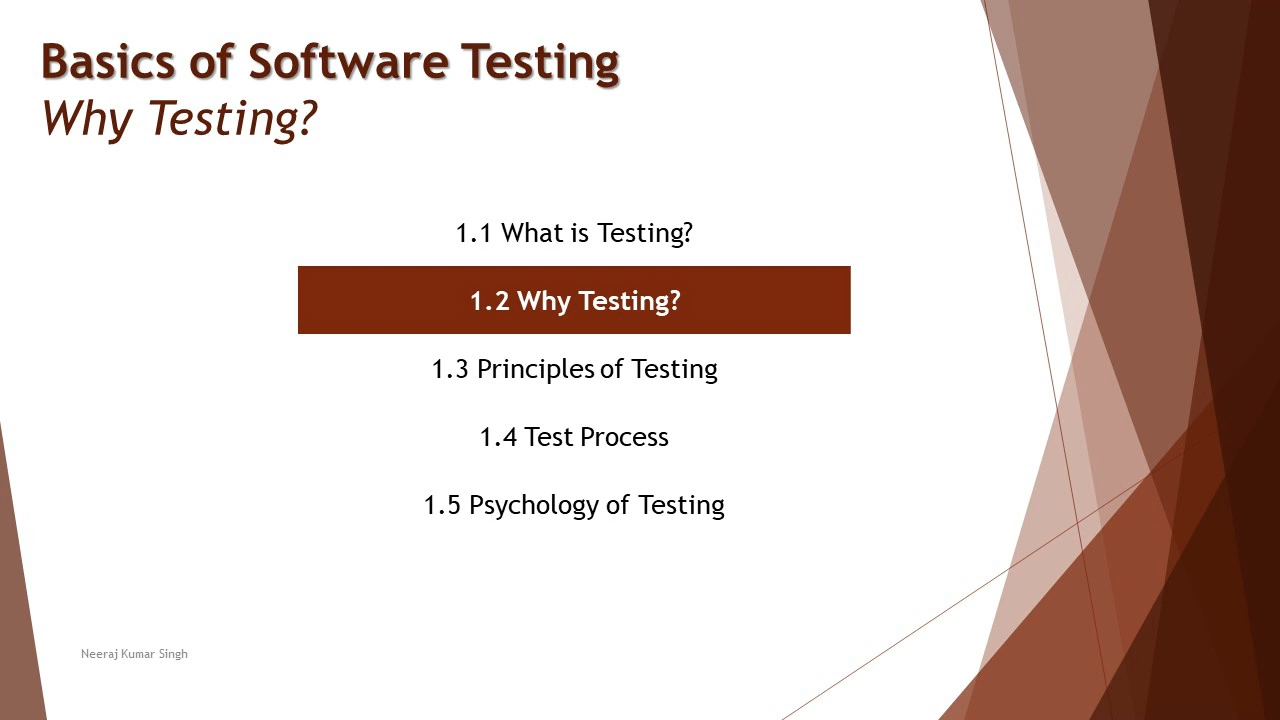 Basics of Software Testing
Why Testing?
1.1 What is Testing?
1.2 Why Testing?
1.3 Principles of Testing
1.4 Test Process
1.5 Psychology of Testing
Neeraj Kumar Singh